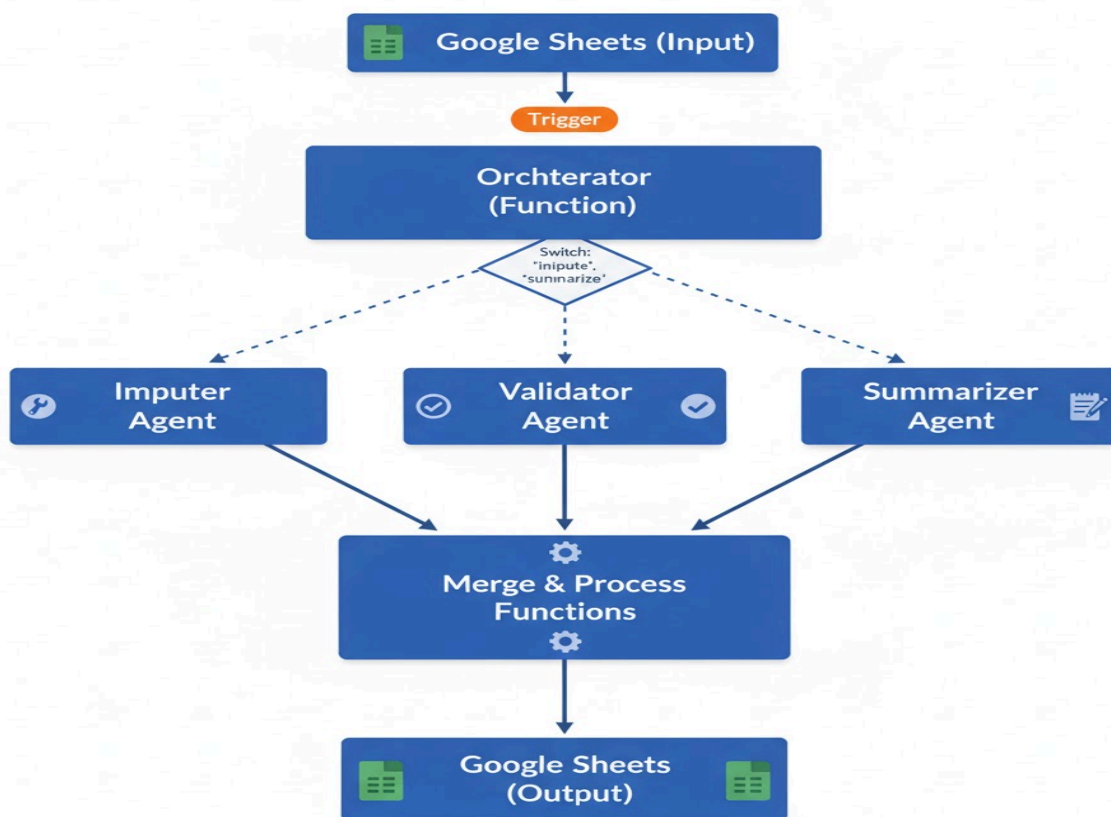 Google Sheets (Input)
Trigger
Orchterator
(Function)
Switch:
"inipute".
"sumnarize"
Imputer
Agent
Validator
Agent
Summarizer
Agent
Merge & Process
Functions
Google Sheets
(Output)